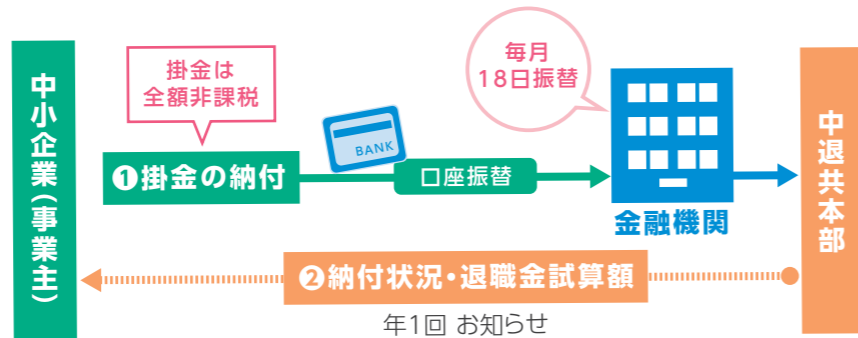 中小企業（事業主）
掛金は
全額非課税
❶掛金の納付
BANK
口座振替
毎月
18日振替
金融機関
中退共本部
❷納付状況・退職金試算額
年1回 お知らせ